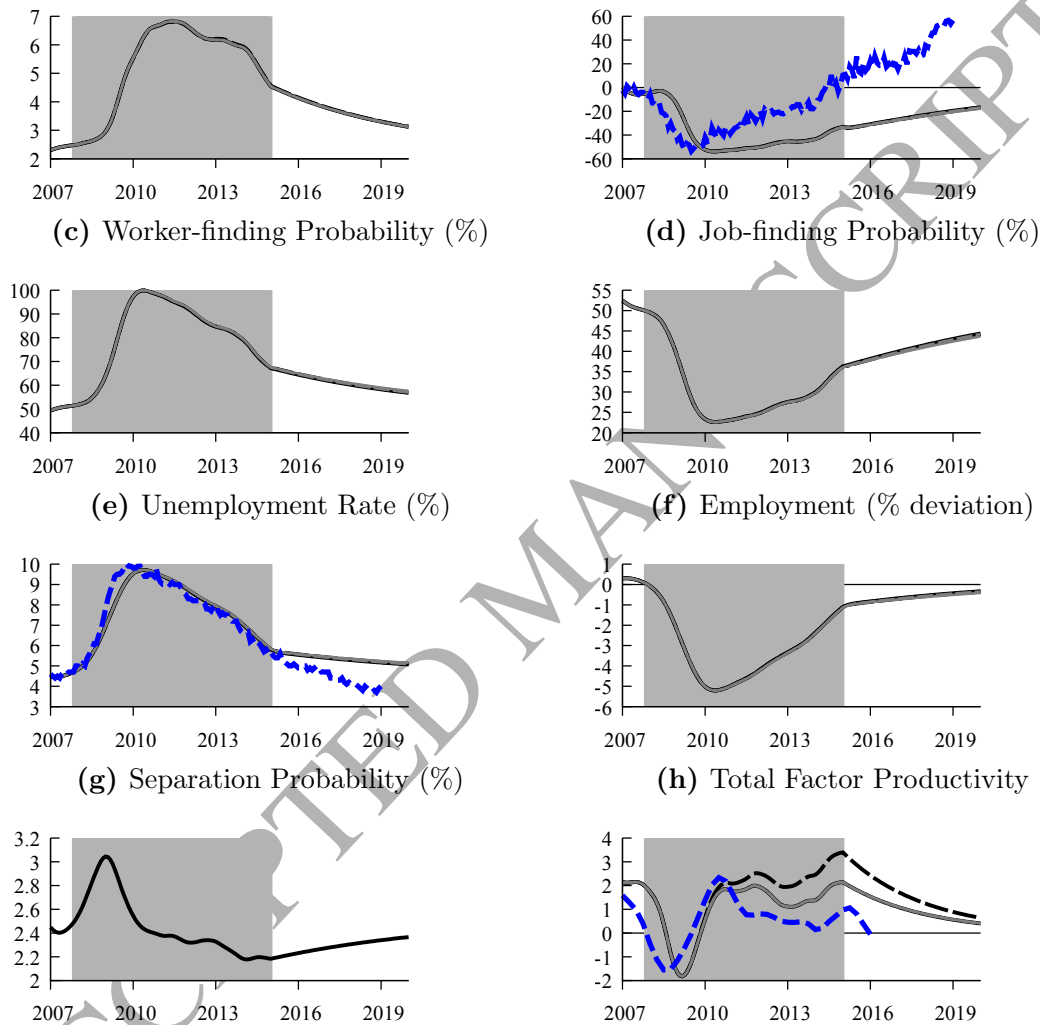 7 6 5 4 3 2
2007 2010 2013 2016 2019
60 40 20 0 -20 -40 -60
2007 2010 2013 2016 2019
(c) Worker-finding Probability (%)
(d) Job-finding Probability (%)
100 90 80 70 60 50 40
2007 2010 2013 2016 2019
55 50 45 40 35 30 25 20
2007 2010 2013 2016 2019
(e) Unemployment Rate (%)
(f) Employment (% deviation)
10 9 8 7 6 5 4 3
2007 2010 2013 2016 2019
1 0 -1 -2 -3 -4 -5 -6
2007 2010 2013 2016 2019
(g) Separation Probability (%)
(h) Total Factor Productivity
3.2 3 2.8 2.6 2.4 2.2 2
2007 2010 2013 2016 2019
4 3 2 1 0 -1 -2
2007 2010 2013 2016 2019
CEPTED MANUSCRIPT